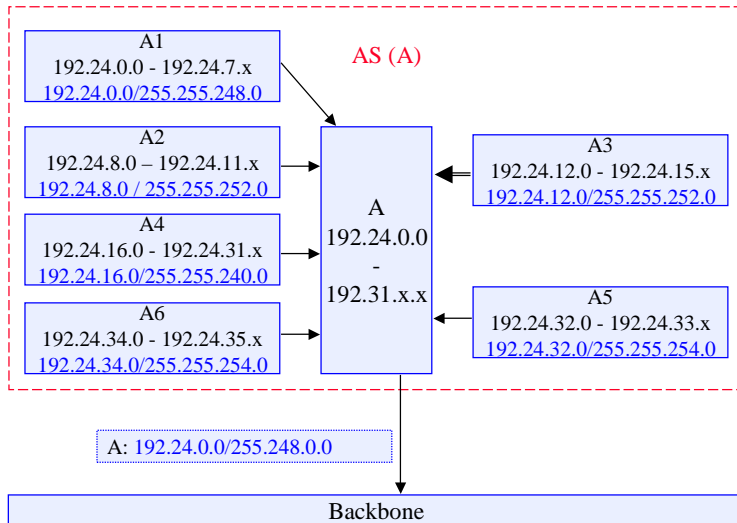 AS (A)
A1
192.24.0.0 - 192.24.7.x
192.24.0.0/255.255.248.0
A2
192.24.8.0 – 192.24.11.x
192.24.8.0 / 255.255.252.0
A4
192.24.16.0 - 192.24.31.x
192.24.16.0/255.255.240.0
A6
192.24.34.0 - 192.24.35.x
192.24.34.0/255.255.254.0
A
192.24.0.0
-
192.31.x.x
A3
192.24.12.0 - 192.24.15.x
192.24.12.0/255.255.252.0
A5
192.24.32.0 - 192.24.33.x
192.24.32.0/255.255.254.0
A: 192.24.0.0/255.248.0.0
Backbone